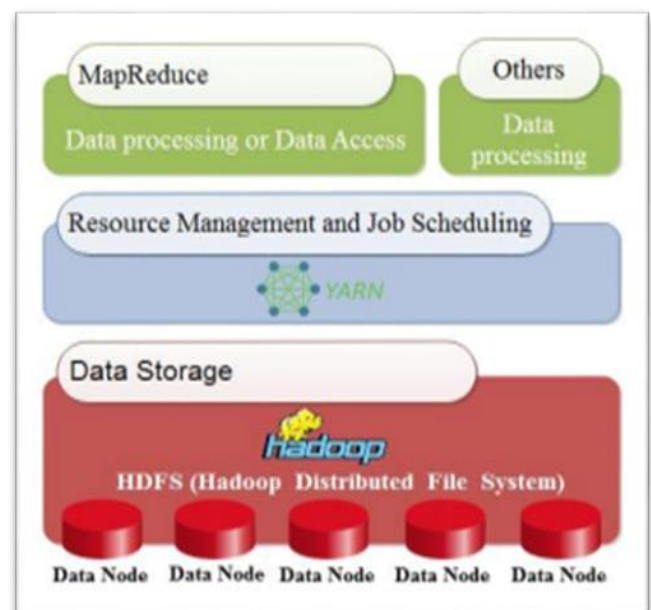 MapReduce
Others
Data processing or Data Access
Data
processing
Resource Management and Job Scheduling
YARN
Data Storage
hadoop
HDFS (Hadoop Distributed File System)
Data Node
Data Node
Data Node
Data Node
Data Node